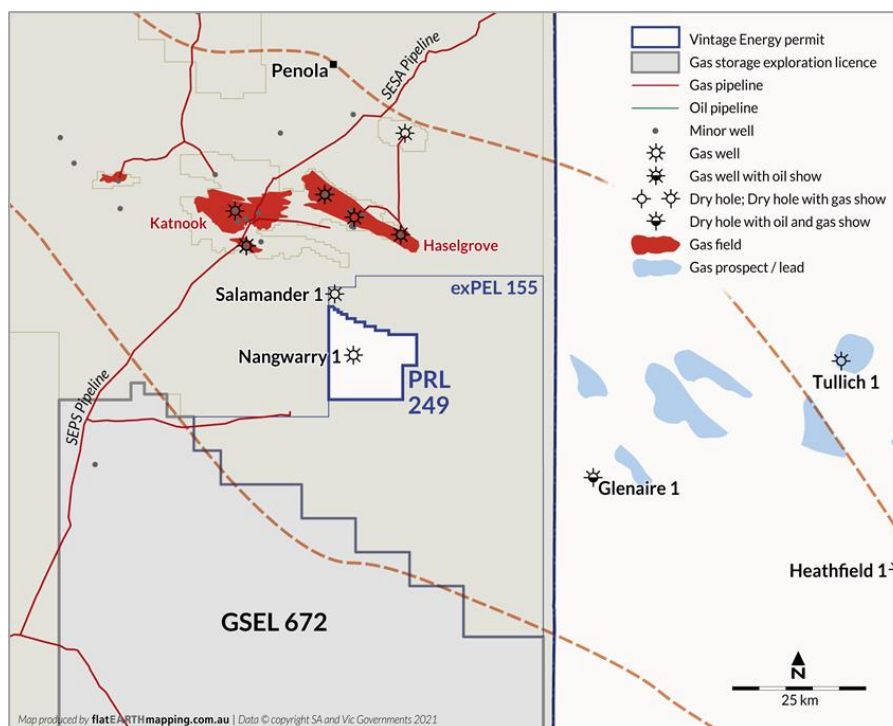 Penola
SESA Pipeline
Katnook
Haselgrove
Salamander 1
exPEL 155
Nangwarry 1
PRL
249
SEPS Pipeline
GSEL 672
Tullich 1
Glenaire 1
Heathfield 1
Vintage Energy permit
Gas storage exploration licence
Gas pipeline
Oil pipeline
Minor well
Gas well
Gas well with oil show
Dry hole; Dry hole with gas show
Dry hole with oil and gas show
Gas field
Gas prospect / lead
N
25 km
Map produced by flatEARTHmapping.com.au | Data © copyright SA and Vic Governments 2021